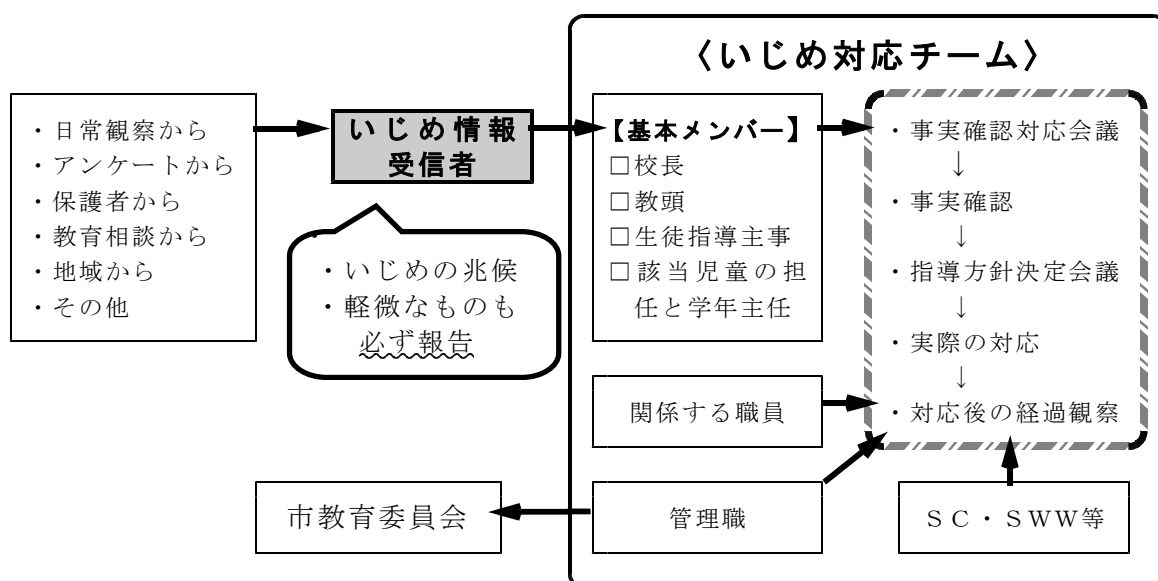 〈いじめ対応チーム〉
・日常観察から
・アンケートから
・保護者から
・教育相談から
・地域から
・その他
いじめ情報
受信者
・いじめの兆候
・軽微なものも
必ず報告
【基本メンバー】
□校長
□教頭
□生徒指導主事
□該当児童の担
任と学年主任
・事実確認対応会議
↓
・事実確認
↓
・指導方針決定会議
↓
・実際の対応
↓
・対応後の経過観察
関係する職員
市教育委員会
管理職
ＳＣ・ＳＷＷ等